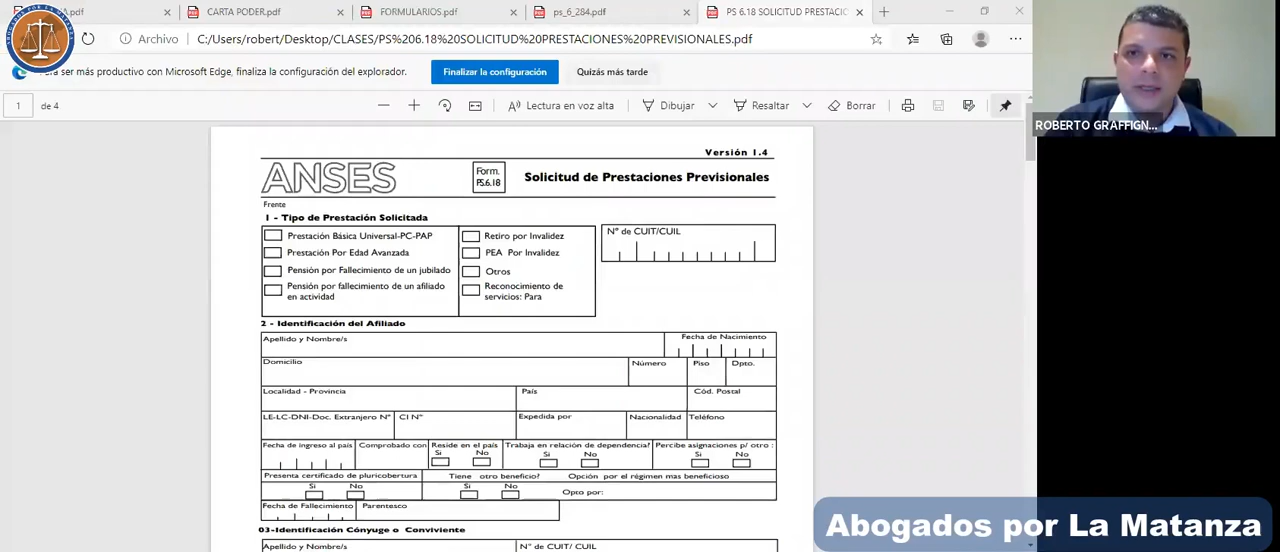 ZA.pdf
CARTA PODER.pdf
FORMULARIOS.pdf
ps_6_284.pdf
PS 6.18 SOLICITUD PRESTACIO
ABOGADOS POR LA MATANZA
Archivo
C:/Users/robert/Desktop/CLASES/PS%206.18%20SOLICITUD%20PRESTACIONES%20PREVISIONALES.pdf
ara ser más productivo con Microsoft Edge, finaliza la configuración del explorador.
Finalizar la configuración
Quizás más tarde
1 de 4
Lectura en voz alta
Dibujar
Resaltar
Borrar
ROBERTO GRAFFIGN...
Versión 1.4
ANSES
Form.
PS.6.18
Solicitud de Prestaciones Previsionales
Frente
1 - Tipo de Prestación Solicitada
Prestación Básica Universal-PC-PAP
Retiro por Invalidez
Nº de CUIT/CUIL
Prestación Por Edad Avanzada
PEA Por Invalidez
Pensión por Fallecimiento de un jubilado
Otros
Pensión por fallecimiento de un afiliado
en actividad
Reconocimiento de
servicios: Para
2 - Identificación del Afiliado
Apellido y Nombre/s
Fecha de Nacimiento
Domicilio
Número
Piso
Dpto.
Localidad - Provincia
País
Cód. Postal
LE-LC-DNI-Doc. Extranjero Nº
CI Nº
Expedida por
Nacionalidad
Teléfono
Fecha de ingreso al país
Comprobado con
Reside en el país
Si
No
Trabaja en relación de dependencia?
Si
No
Percibe asignaciones p/ otro :
Si
No
Presenta certificado de pluricobertura
Si
No
Tiene otro beneficio?
Si
No
Opción por el régimen mas beneficioso
Opto por:
Fecha de Fallecimiento
Parentesco
03-Identificación Cónyuge o Conviviente
Apellido y Nombre/s
Nº de CUIT/ CUIL
Abogados por La Matanza